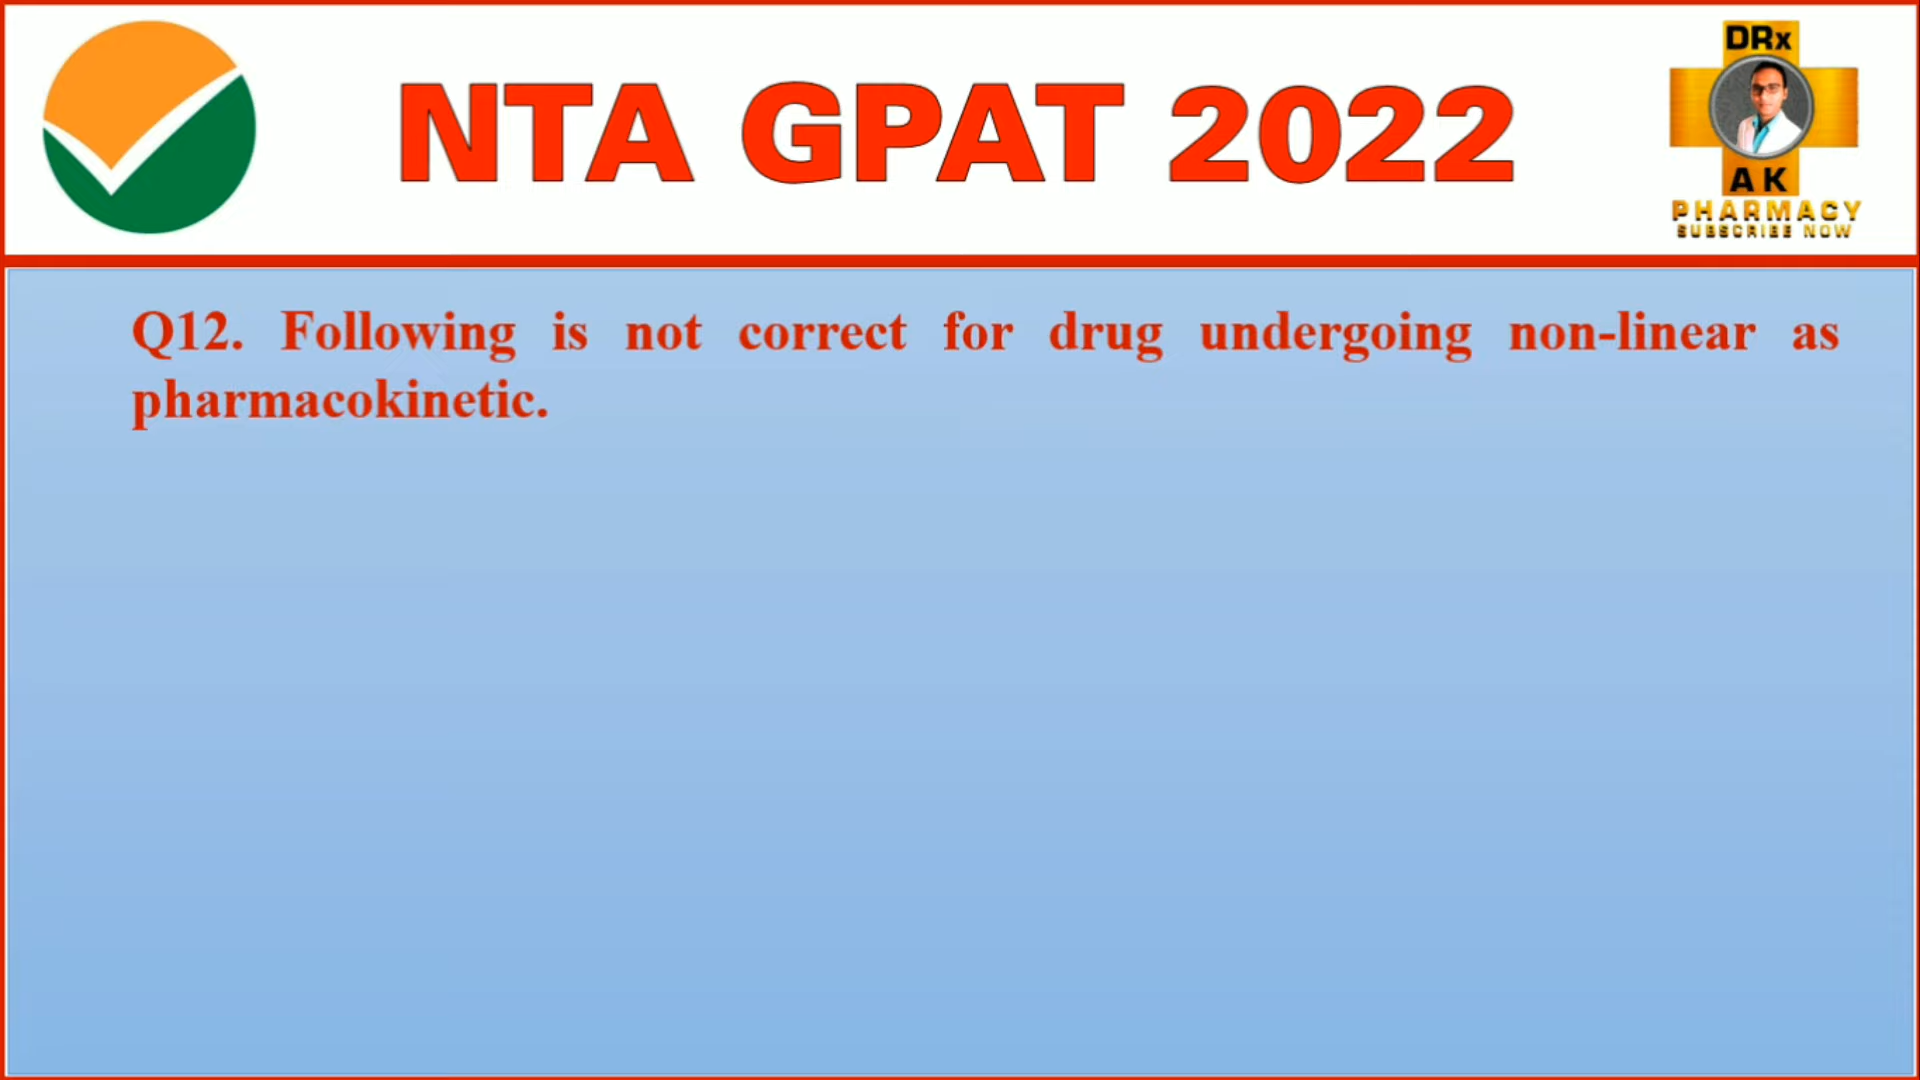 NTA GPAT 2022
DRx
AK
PHARMACY
SUBSCRIBE NOW
Q12. Following is not correct for drug undergoing non-linear as
pharmacokinetic.